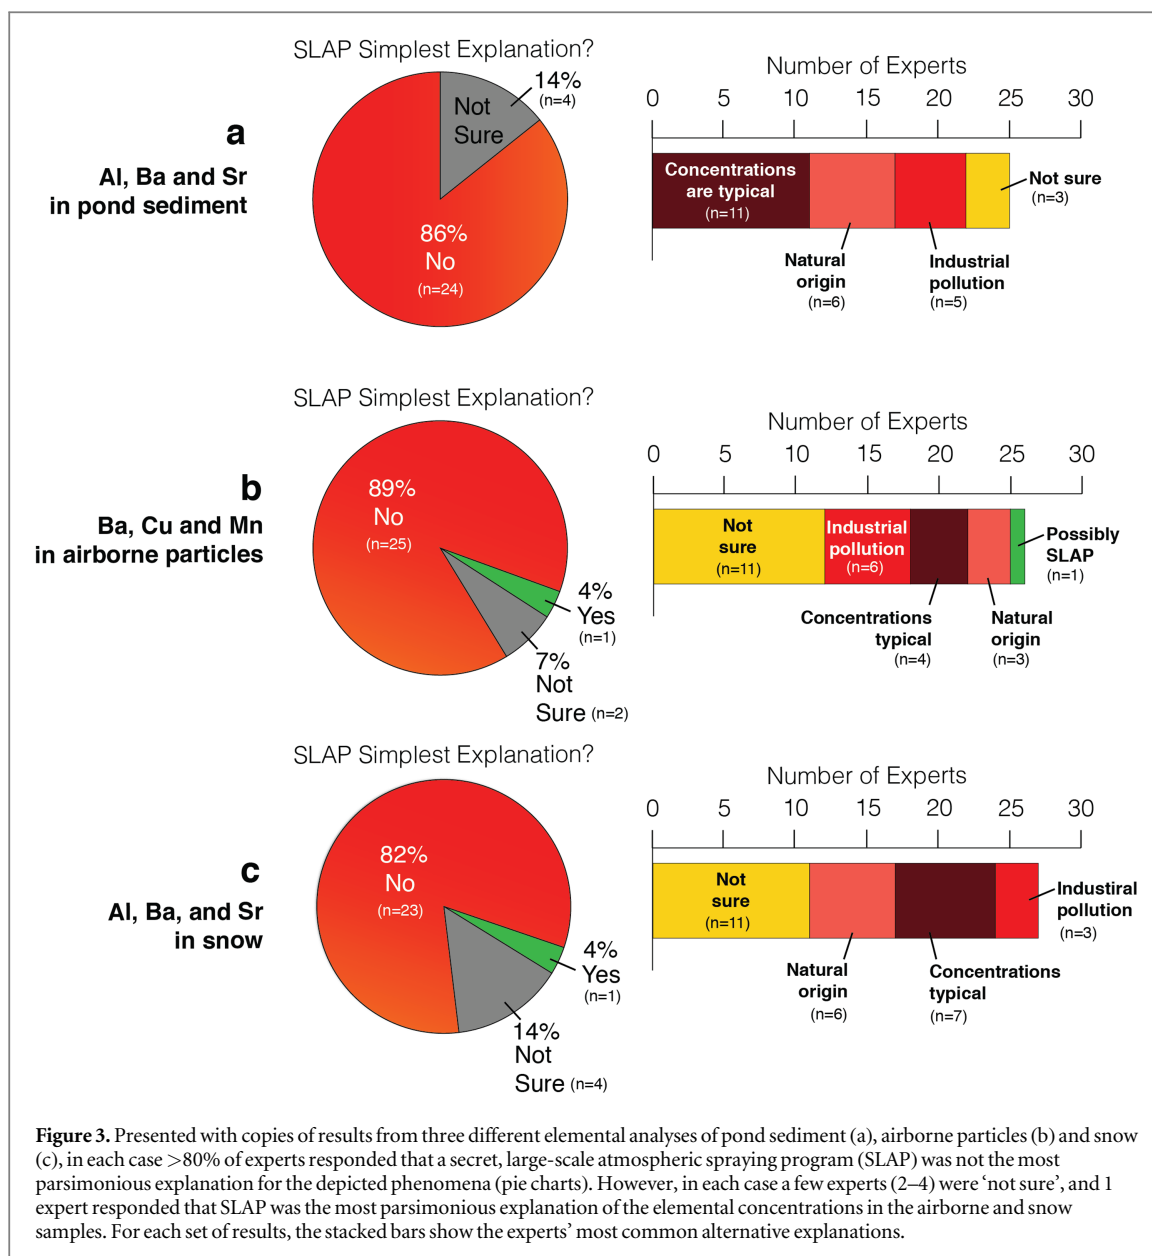 SLAP Simplest Explanation?
14%
(n=4)
Not
Sure
86%
No
(n=24)
a
Al, Ba and Sr
in pond sediment
Number of Experts
0 5 10 15 20 25 30
Concentrations
are typical
(n=11)
Not sure
(n=3)
Natural
origin
(n=6)
Industrial
pollution
(n=5)
SLAP Simplest Explanation?
89%
No
(n=25)
4%
Yes
(n=1)
7%
Not
Sure (n=2)
b
Ba, Cu and Mn
in airborne particles
Number of Experts
0 5 10 15 20 25 30
Not
sure
(n=11)
Industrial
pollution
(n=6)
Possibly
SLAP
(n=1)
Concentrations
typical
(n=4)
Natural
origin
(n=3)
SLAP Simplest Explanation?
82%
No
(n=23)
4%
Yes
(n=1)
14%
Not
Sure (n=4)
c
Al, Ba, and Sr
in snow
Number of Experts
0 5 10 15 20 25 30
Not
sure
(n=11)
Industiral
pollution
(n=3)
Natural
origin
(n=6)
Concentrations
typical
(n=7)
Figure 3. Presented with copies of results from three different elemental analyses of pond sediment (a), airborne particles (b) and snow
(c), in each case >80% of experts responded that a secret, large-scale atmospheric spraying program (SLAP) was not the most
parsimonious explanation for the depicted phenomena (pie charts). However, in each case a few experts (2–4) were ‘not sure’, and 1
expert responded that SLAP was the most parsimonious explanation of the elemental concentrations in the airborne and snow
samples. For each set of results, the stacked bars show the experts’ most common alternative explanations.